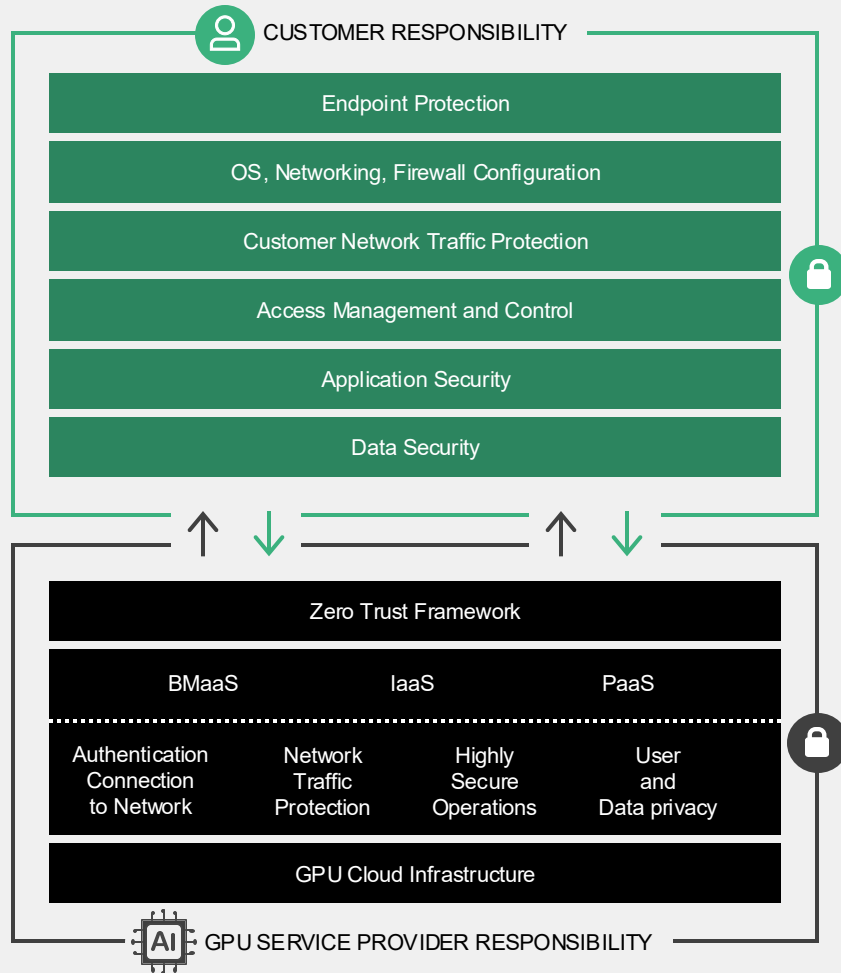 CUSTOMER RESPONSIBILITY
Endpoint Protection
OS, Networking, Firewall Configuration
Customer Network Traffic Protection
Access Management and Control
Application Security
Data Security
Zero Trust Framework
BMaaS
IaaS
PaaS
Authentication
Connection
to Network
Network
Traffic
Protection
Highly
Secure
Operations
User
and
Data privacy
GPU Cloud Infrastructure
AI
GPU SERVICE PROVIDER RESPONSIBILITY